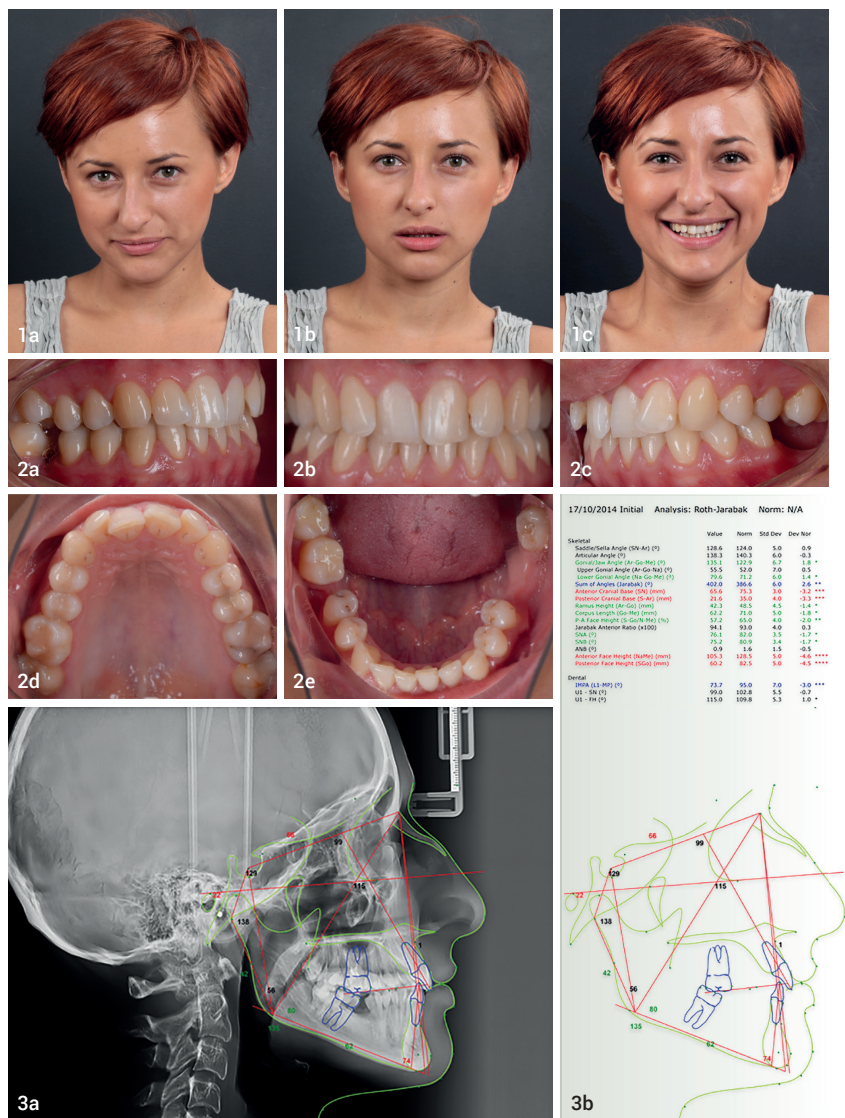 1a
1b
1c
2a
2b
2c
2d
2e
17/10/2014 Initial Analysis: Roth-Jarabak Norm: N/A
Value Norm Std Dev Dev Nor
Skeletal
Saddle/Sella Angle (SN-Ar) (º) 128.6 124.0 5.0 0.9
Articular Angle (º) 138.3 140.3 6.0 -0.3
Gonial/Jaw Angle (Ar-Go-Me) (º) 135.1 122.9 6.7 1.8 *
Upper Gonial Angle (Ar-Go-Na) (º) 55.5 52.0 7.0 0.5
Lower Gonial Angle (Na-Go-Me) (º) 79.6 71.2 6.0 1.4 *
Sum of Angles (Jarabak) (º) 402.0 386.6 6.0 2.6 **
Anterior Cranial Base (SN) (mm) 65.6 75.3 3.0 -3.2 ***
Posterior Cranial Base (S-Ar) (mm) 21.6 35.0 4.0 -3.3 ***
Ramus Height (Ar-Go) (mm) 42.3 48.5 4.5 -1.4 *
Corpus Length (Go-Me) (mm) 62.2 71.0 5.0 -1.8 *
P-A Face Height (S-Go/N-Me) (%) 57.2 65.0 4.0 -2.0 **
Jarabak Anterior Ratio (x100) 94.1 93.0 4.0 0.3
SNA (º) 76.1 82.0 3.5 -1.7 *
SNB (º) 75.2 80.9 3.4 -1.7 *
ANB (º) 0.9 1.6 1.5 -0.5
Anterior Face Height (NaMe) (mm) 105.3 128.5 5.0 -4.6 ****
Posterior Face Height (SGo) (mm) 60.2 82.5 5.0 -4.5 ****
Dental
IMPA (L1-MP) (º) 73.7 95.0 7.0 -3.0 ***
U1 - SN (º) 99.0 102.8 5.5 -0.7
U1 - FH (º) 115.0 109.8 5.3 1.0 *
66
99
129
115
22
138
1
42
56
80
135
62
74
3a
66
99
129
115
22
138
1
42
56
80
135
62
74
3b